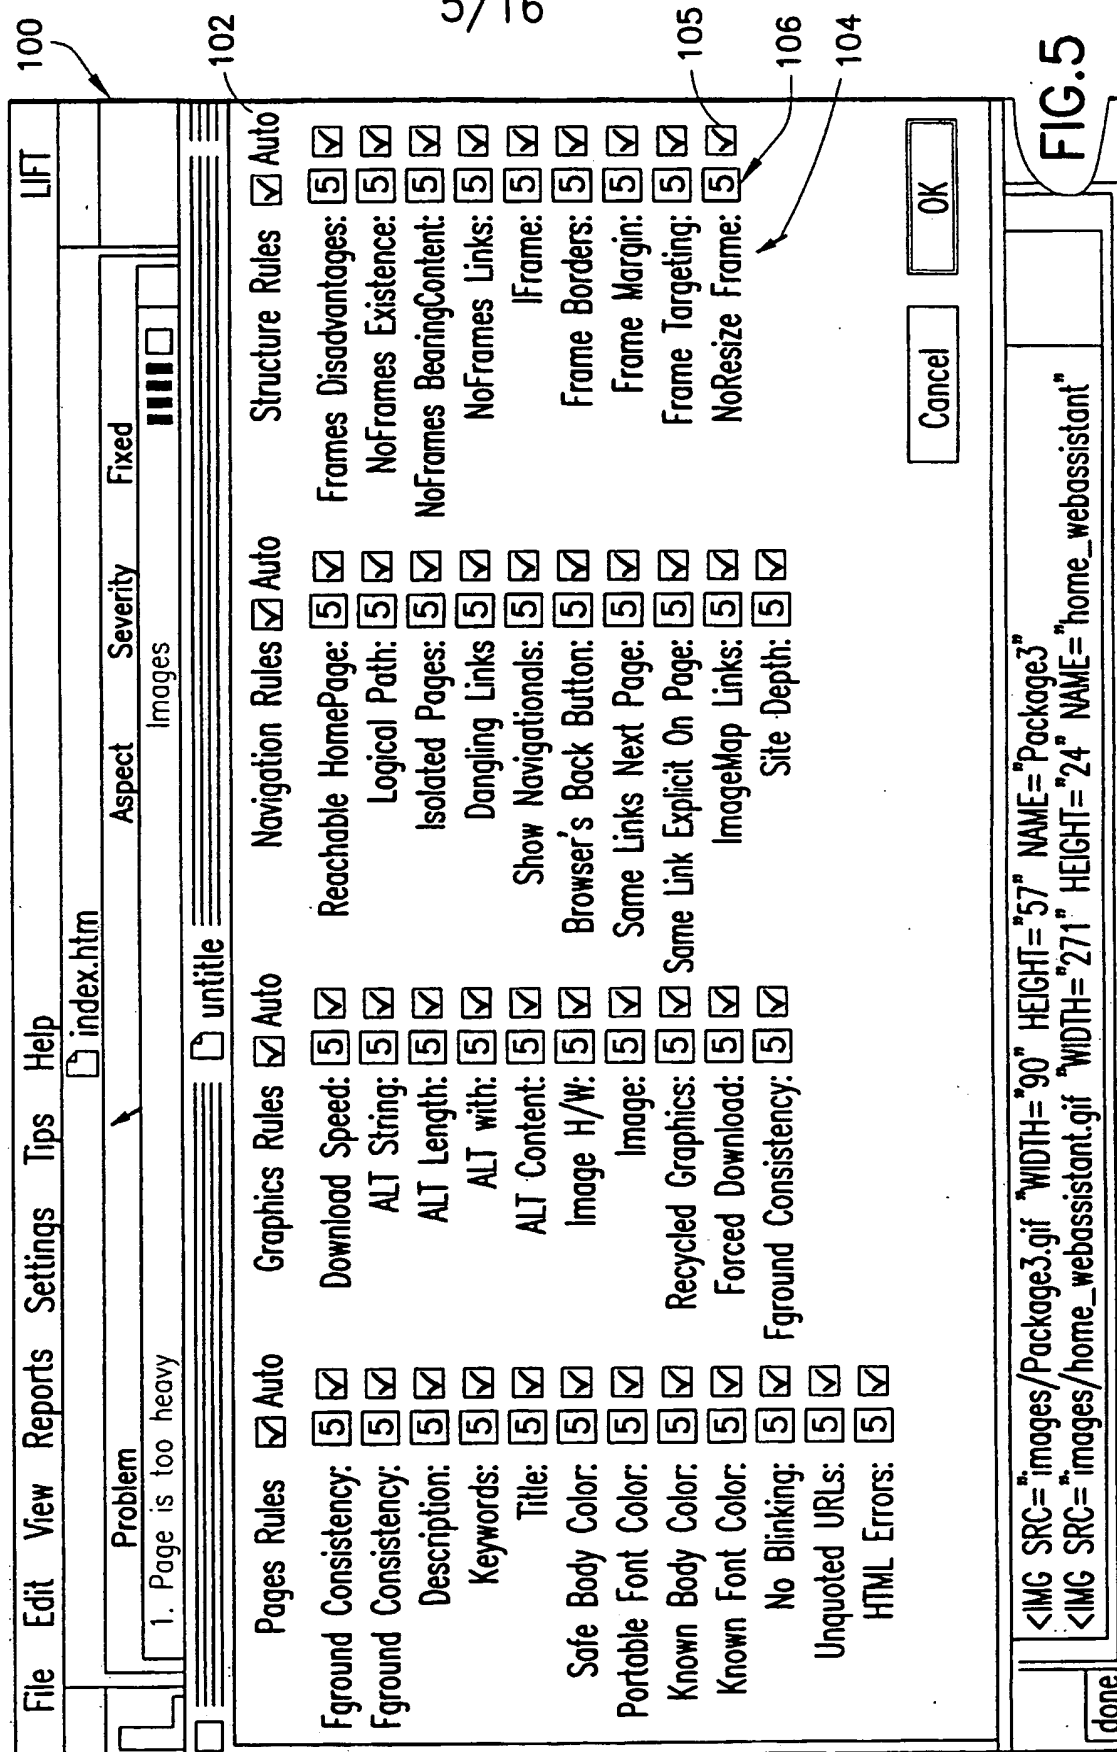 5/16
100
File Edit View Reports Settings Tips Help LIFT
index.htm
Problem Aspect Severity Fixed
1. Page is too heavy Images
untitle
102
Pages Rules Auto Graphics Rules Auto Navigation Rules Auto Structure Rules Auto
Fground Consistency: 5 Download Speed: 5 Reachable HomePage: 5 Frames Disadvantages: 5
Fground Consistency: 5 ALT String: 5 Logical Path: 5 NoFrames Existence: 5
Description: 5 ALT Length: 5 Isolated Pages: 5 NoFrames BearingContent: 5
Keywords: 5 ALT with: 5 Dangling Links 5 NoFrames Links: 5
Title: 5 ALT Content: 5 Show Navigationals: 5 IFrame: 5
Safe Body Color: 5 Image H/W: 5 Browser's Back Button: 5 Frame Borders: 5
Portable Font Color: 5 Image: 5 Same Links Next Page: 5 Frame Margin: 5
Known Body Color: 5 Recycled Graphics: 5 Same Link Explicit On Page: 5 Frame Targeting: 5
Known Font Color: 5 Forced Download: 5 ImageMap Links: 5 NoResize Frame: 5
No Blinking: 5 Fground Consistency: 5 Site Depth: 5
Unquoted URLs: 5
HTML Errors: 5
105
106
104
Cancel OK
<IMG SRC="images/Package3.gif "WIDTH="90" HEIGHT="57" NAME="Package3"
<IMG SRC="images/home_webassistant.gif "WIDTH="271" HEIGHT="24" NAME="home_webassistant"
done
FIG.5